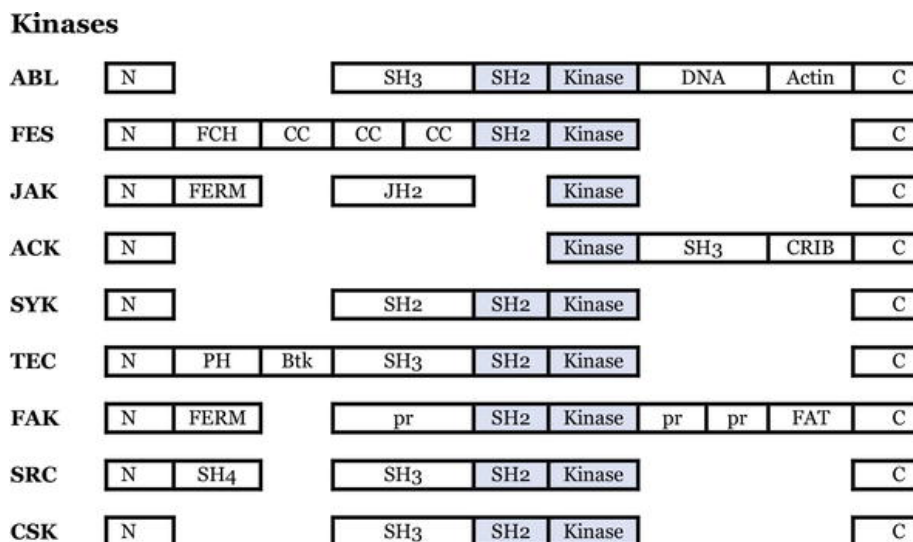 Kinases
ABL N SH3 SH2 Kinase DNA Actin C
FES N FCH CC CC CC SH2 Kinase C
JAK N FERM JH2 Kinase C
ACK N Kinase SH3 CRIB C
SYK N SH2 SH2 Kinase C
TEC N PH Btk SH3 SH2 Kinase C
FAK N FERM pr SH2 Kinase pr pr FAT C
SRC N SH4 SH3 SH2 Kinase C
CSK N SH3 SH2 Kinase C